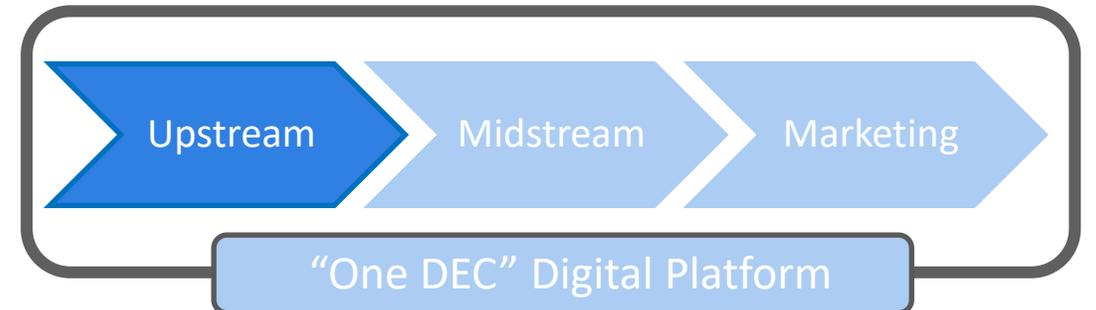 Upstream
Midstream
Marketing
“One DEC” Digital Platform